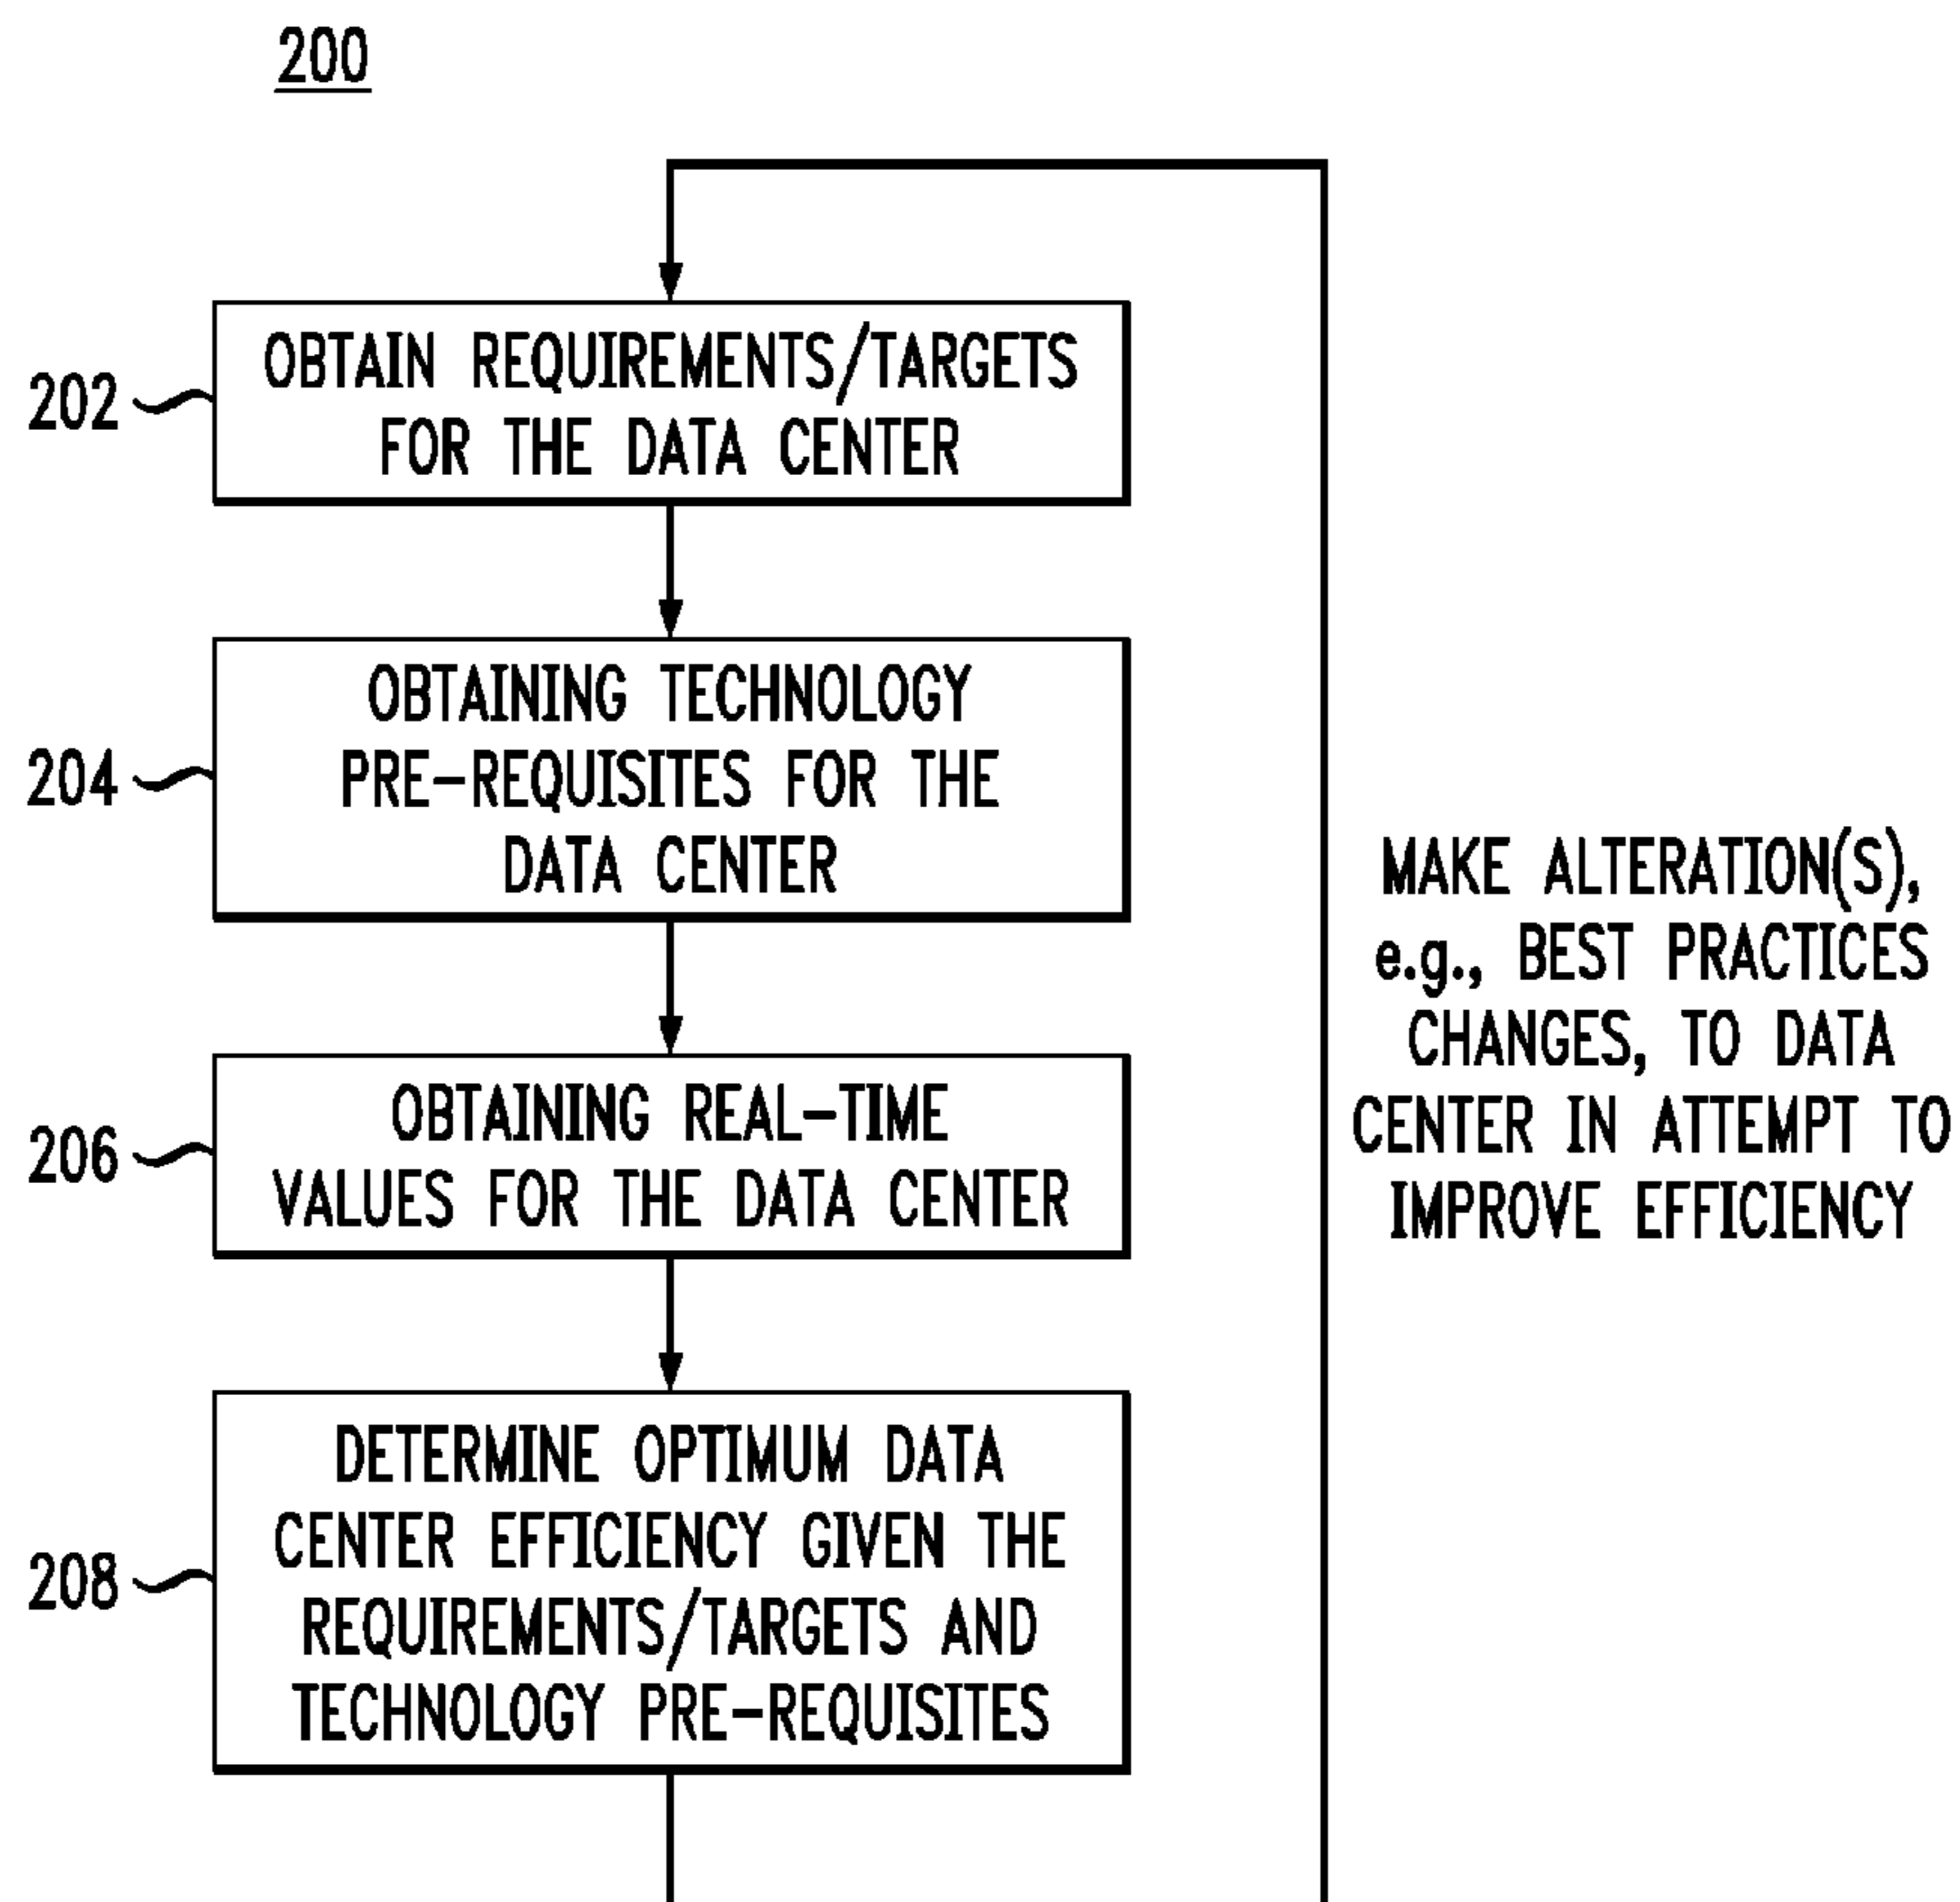 200
202
OBTAIN REQUIREMENTS/TARGETS
FOR THE DATA CENTER
204
OBTAINING TECHNOLOGY
PRE-REQUISITES FOR THE
DATA CENTER
206
OBTAINING REAL-TIME
VALUES FOR THE DATA CENTER
208
DETERMINE OPTIMUM DATA
CENTER EFFICIENCY GIVEN THE
REQUIREMENTS/TARGETS AND
TECHNOLOGY PRE-REQUISITES
MAKE ALTERATION(S),
e.g., BEST PRACTICES
CHANGES, TO DATA
CENTER IN ATTEMPT TO
IMPROVE EFFICIENCY